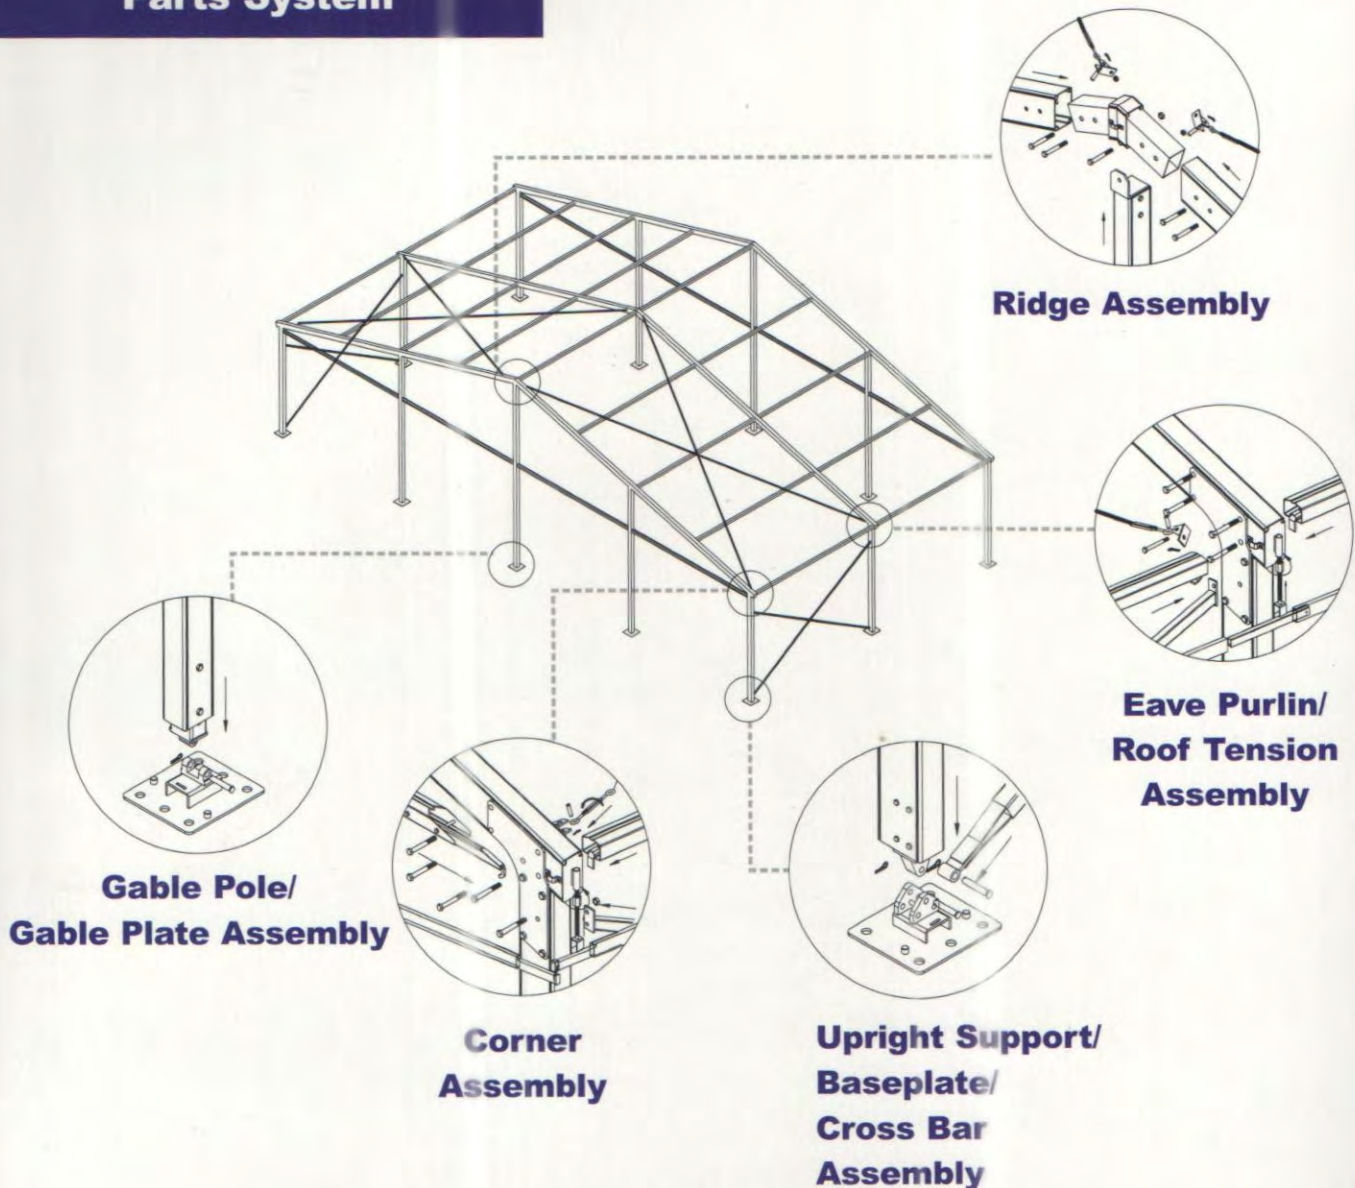 Parts System
Ridge Assembly
Eave Purlin/
Roof Tension
Assembly
Gable Pole/
Gable Plate Assembly
Corner
Assembly
Upright Support/
Baseplate/
Cross Bar
Assembly